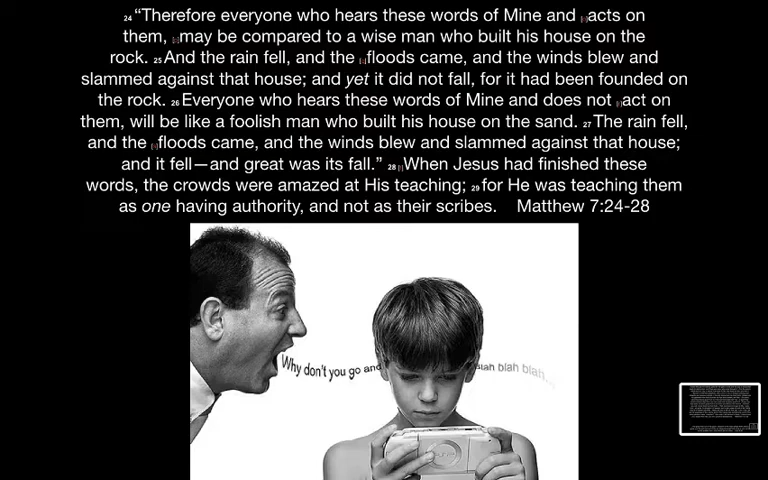 24 “Therefore everyone who hears these words of Mine and acts on
them, may be compared to a wise man who built his house on the
rock. 25 And the rain fell, and the floods came, and the winds blew and
slammed against that house; and yet it did not fall, for it had been founded on
the rock. 26 Everyone who hears these words of Mine and does not act on
them, will be like a foolish man who built his house on the sand. 27 The rain fell,
and the floods came, and the winds blew and slammed against that house;
and it fell—and great was its fall.” 28 When Jesus had finished these
words, the crowds were amazed at His teaching; 29 for He was teaching them
as one having authority, and not as their scribes. Matthew 7:24-28
Why don't you go and blah blah blah...